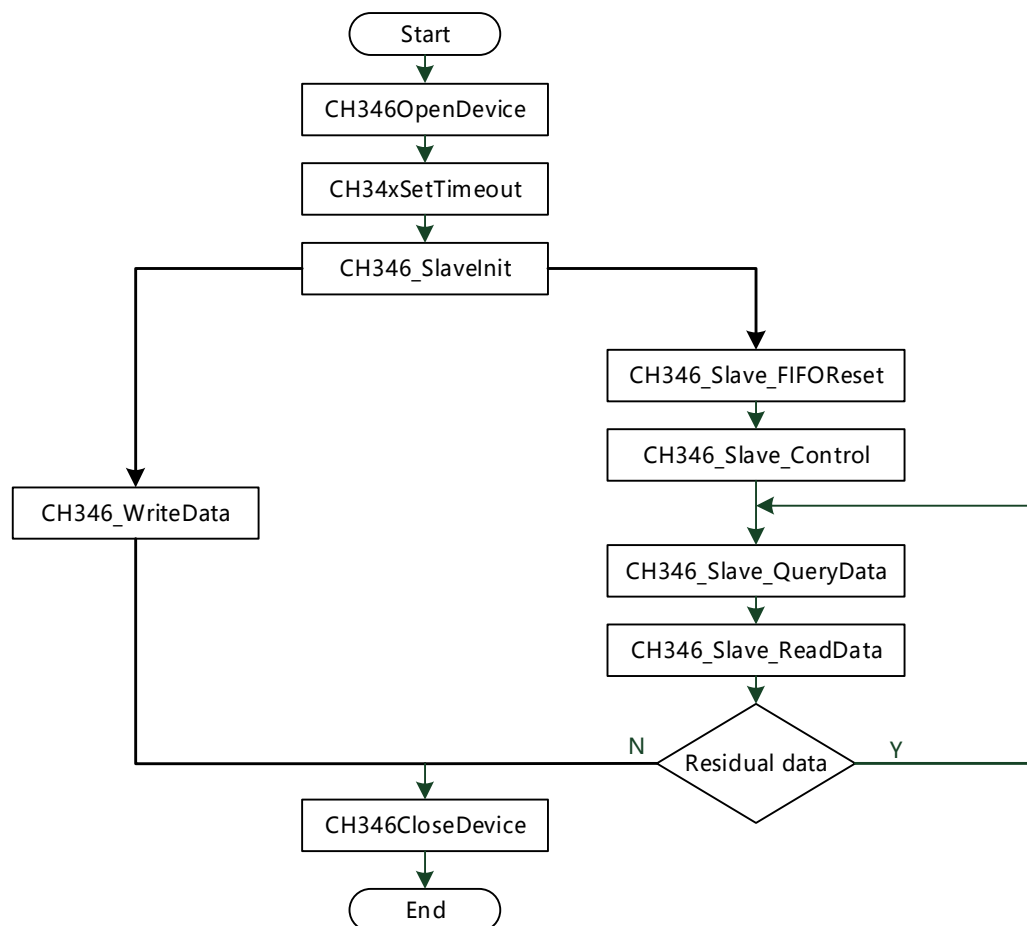 Start
CH346OpenDevice
CH34xSetTimeout
CH346_SlaveInit
CH346_Slave_FIFOReset
CH346_Slave_Control
CH346_WriteData
CH346_Slave_QueryData
CH346_Slave_ReadData
N
Y
Residual data
CH346CloseDevice
End